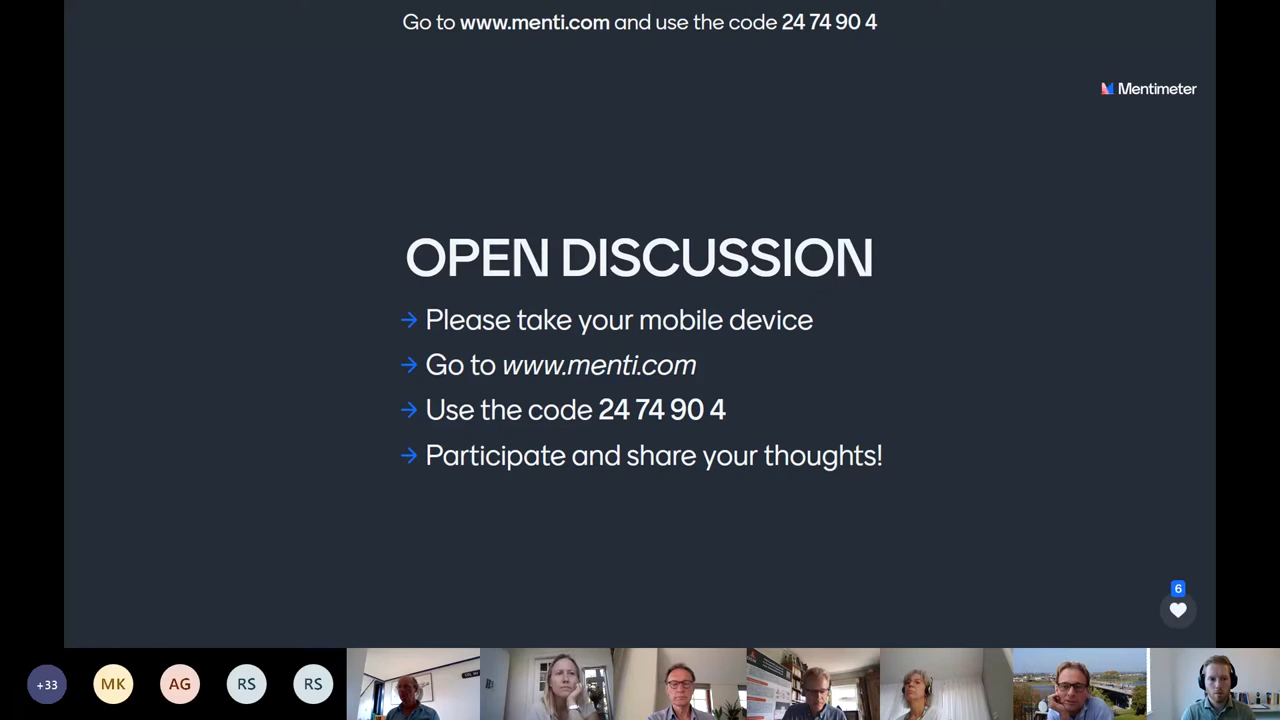 Go to www.menti.com and use the code 24 74 90 4
Mentimeter
OPEN DISCUSSION
→ Please take your mobile device
→ Go to www.menti.com
→ Use the code 24 74 90 4
→ Participate and share your thoughts!
6
+33
MK
AG
RS
RS